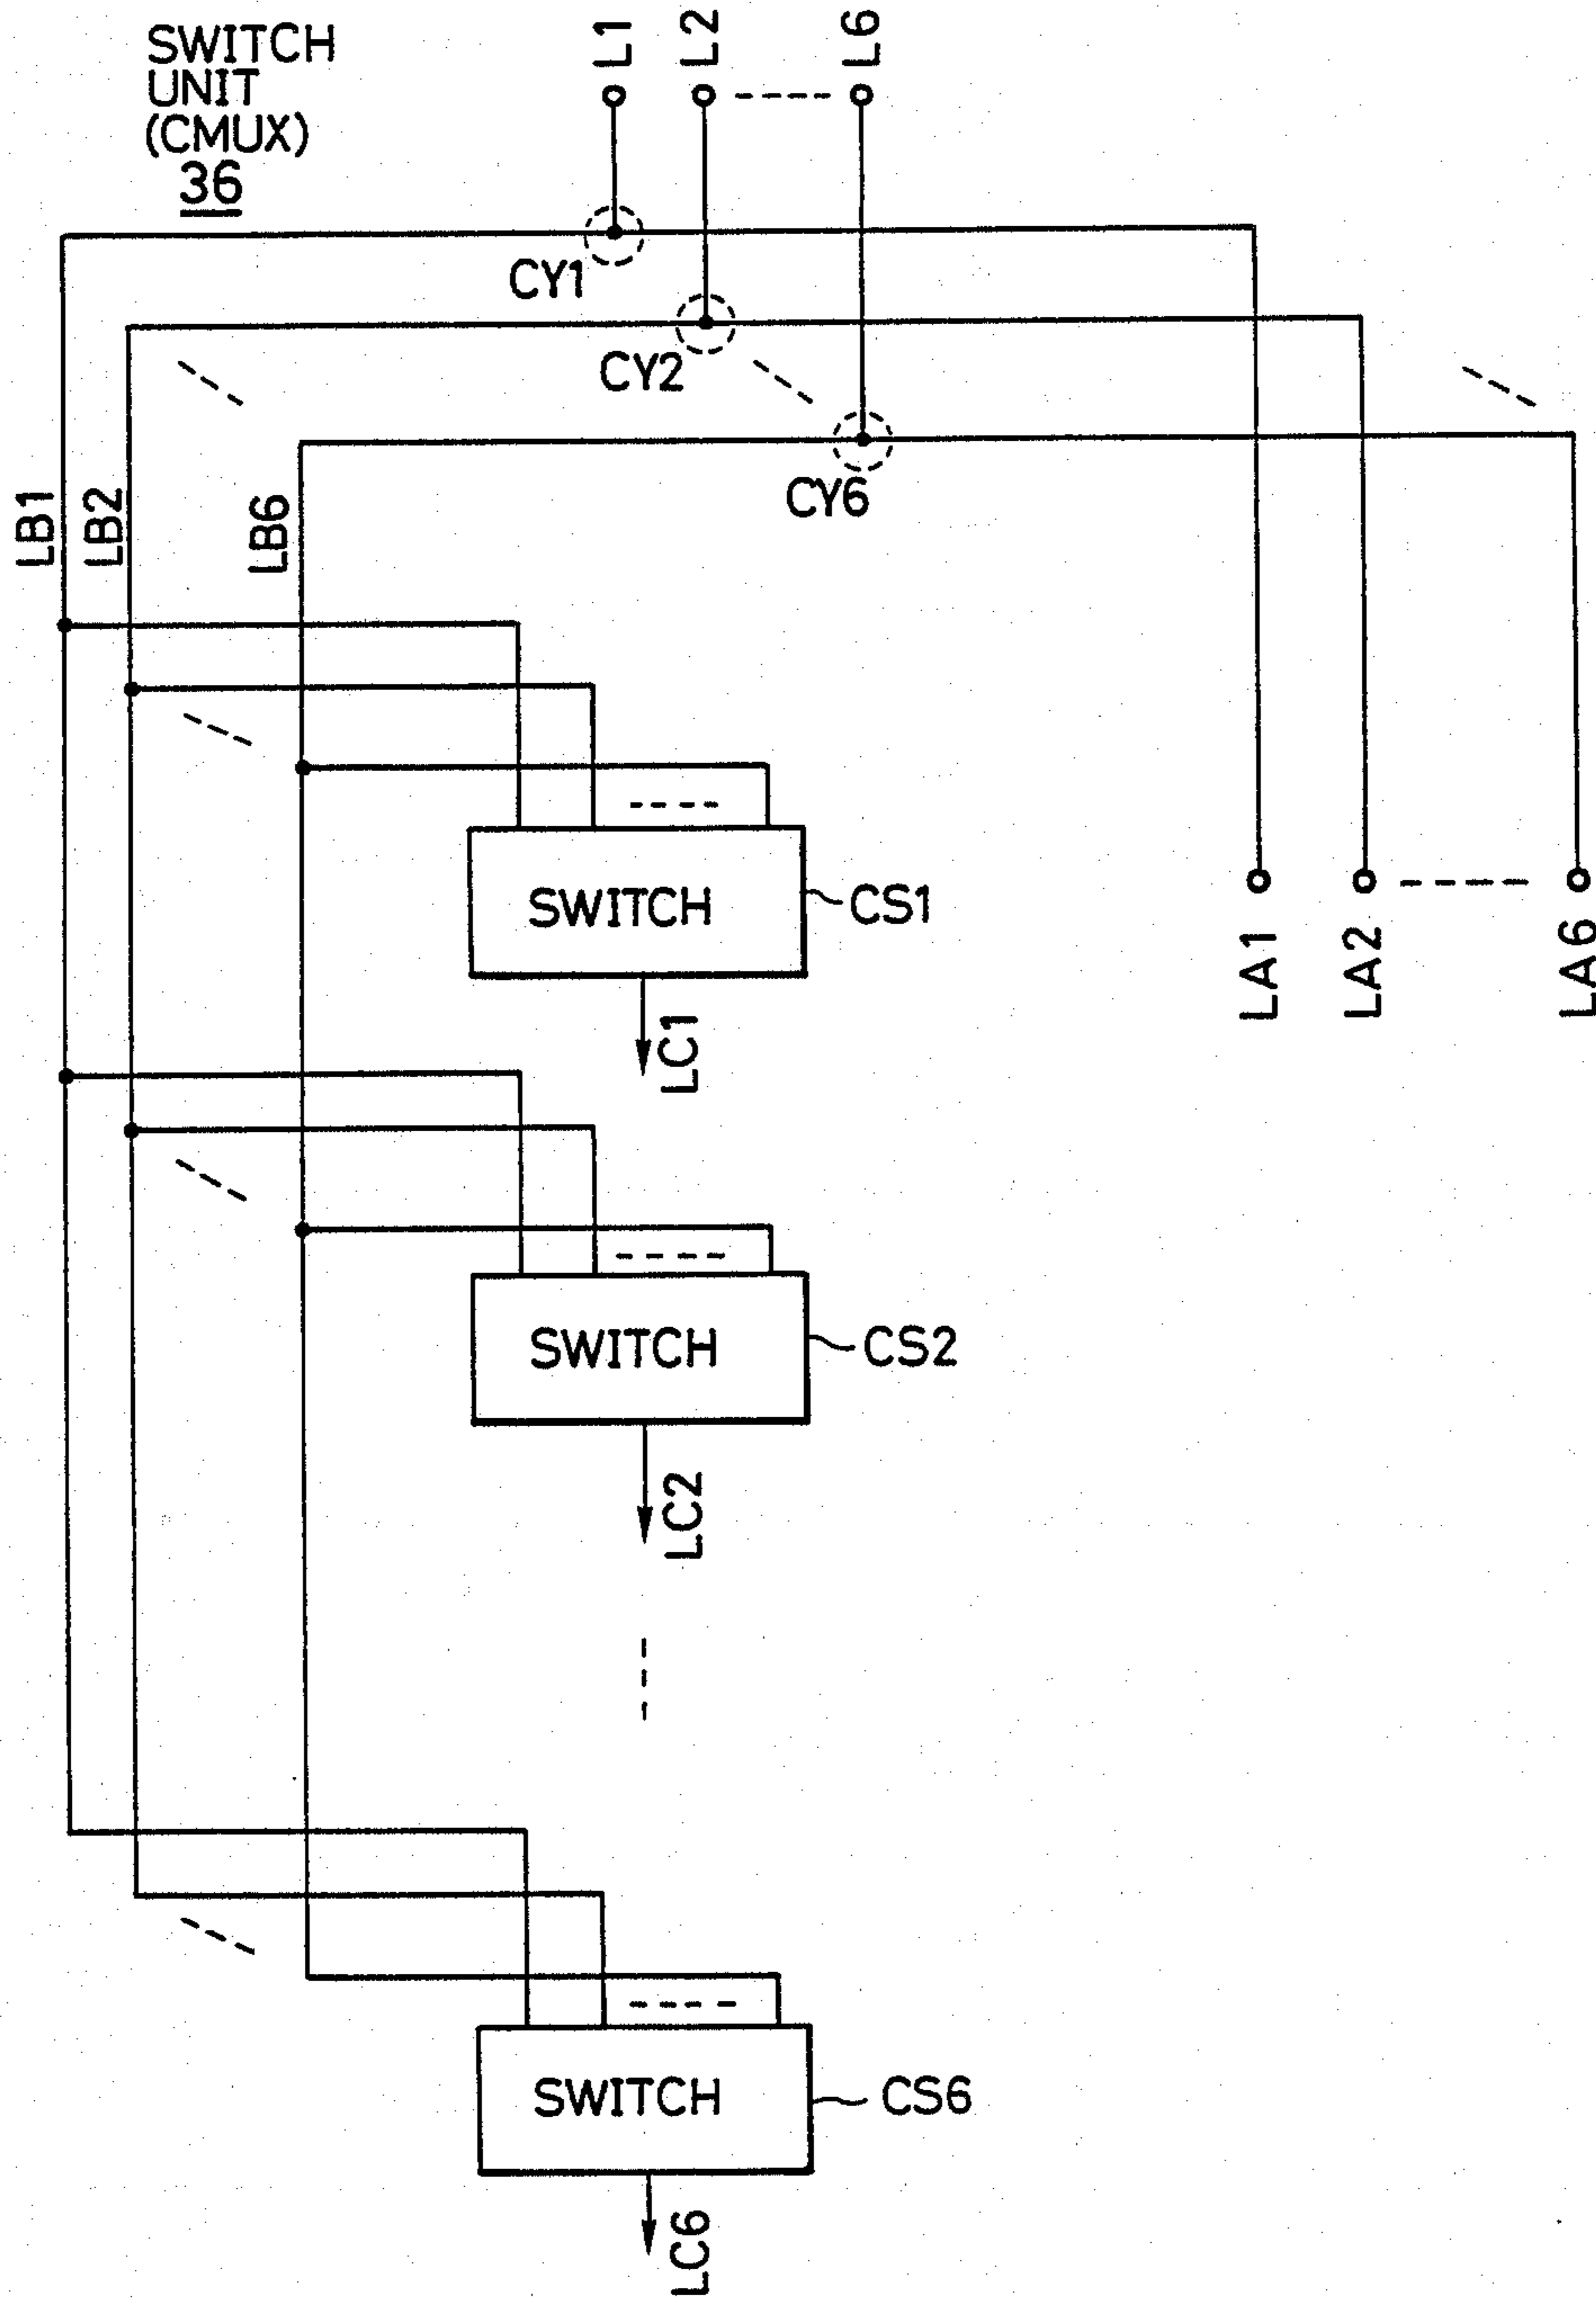 SWITCH
UNIT
(CMUX)
36
L1
L2
L6
CY1
CY2
CY6
LB1
LB2
LB6
SWITCH
CS1
LA1
LA2
LA6
LC1
SWITCH
CS2
LC2
SWITCH
CS6
LC6